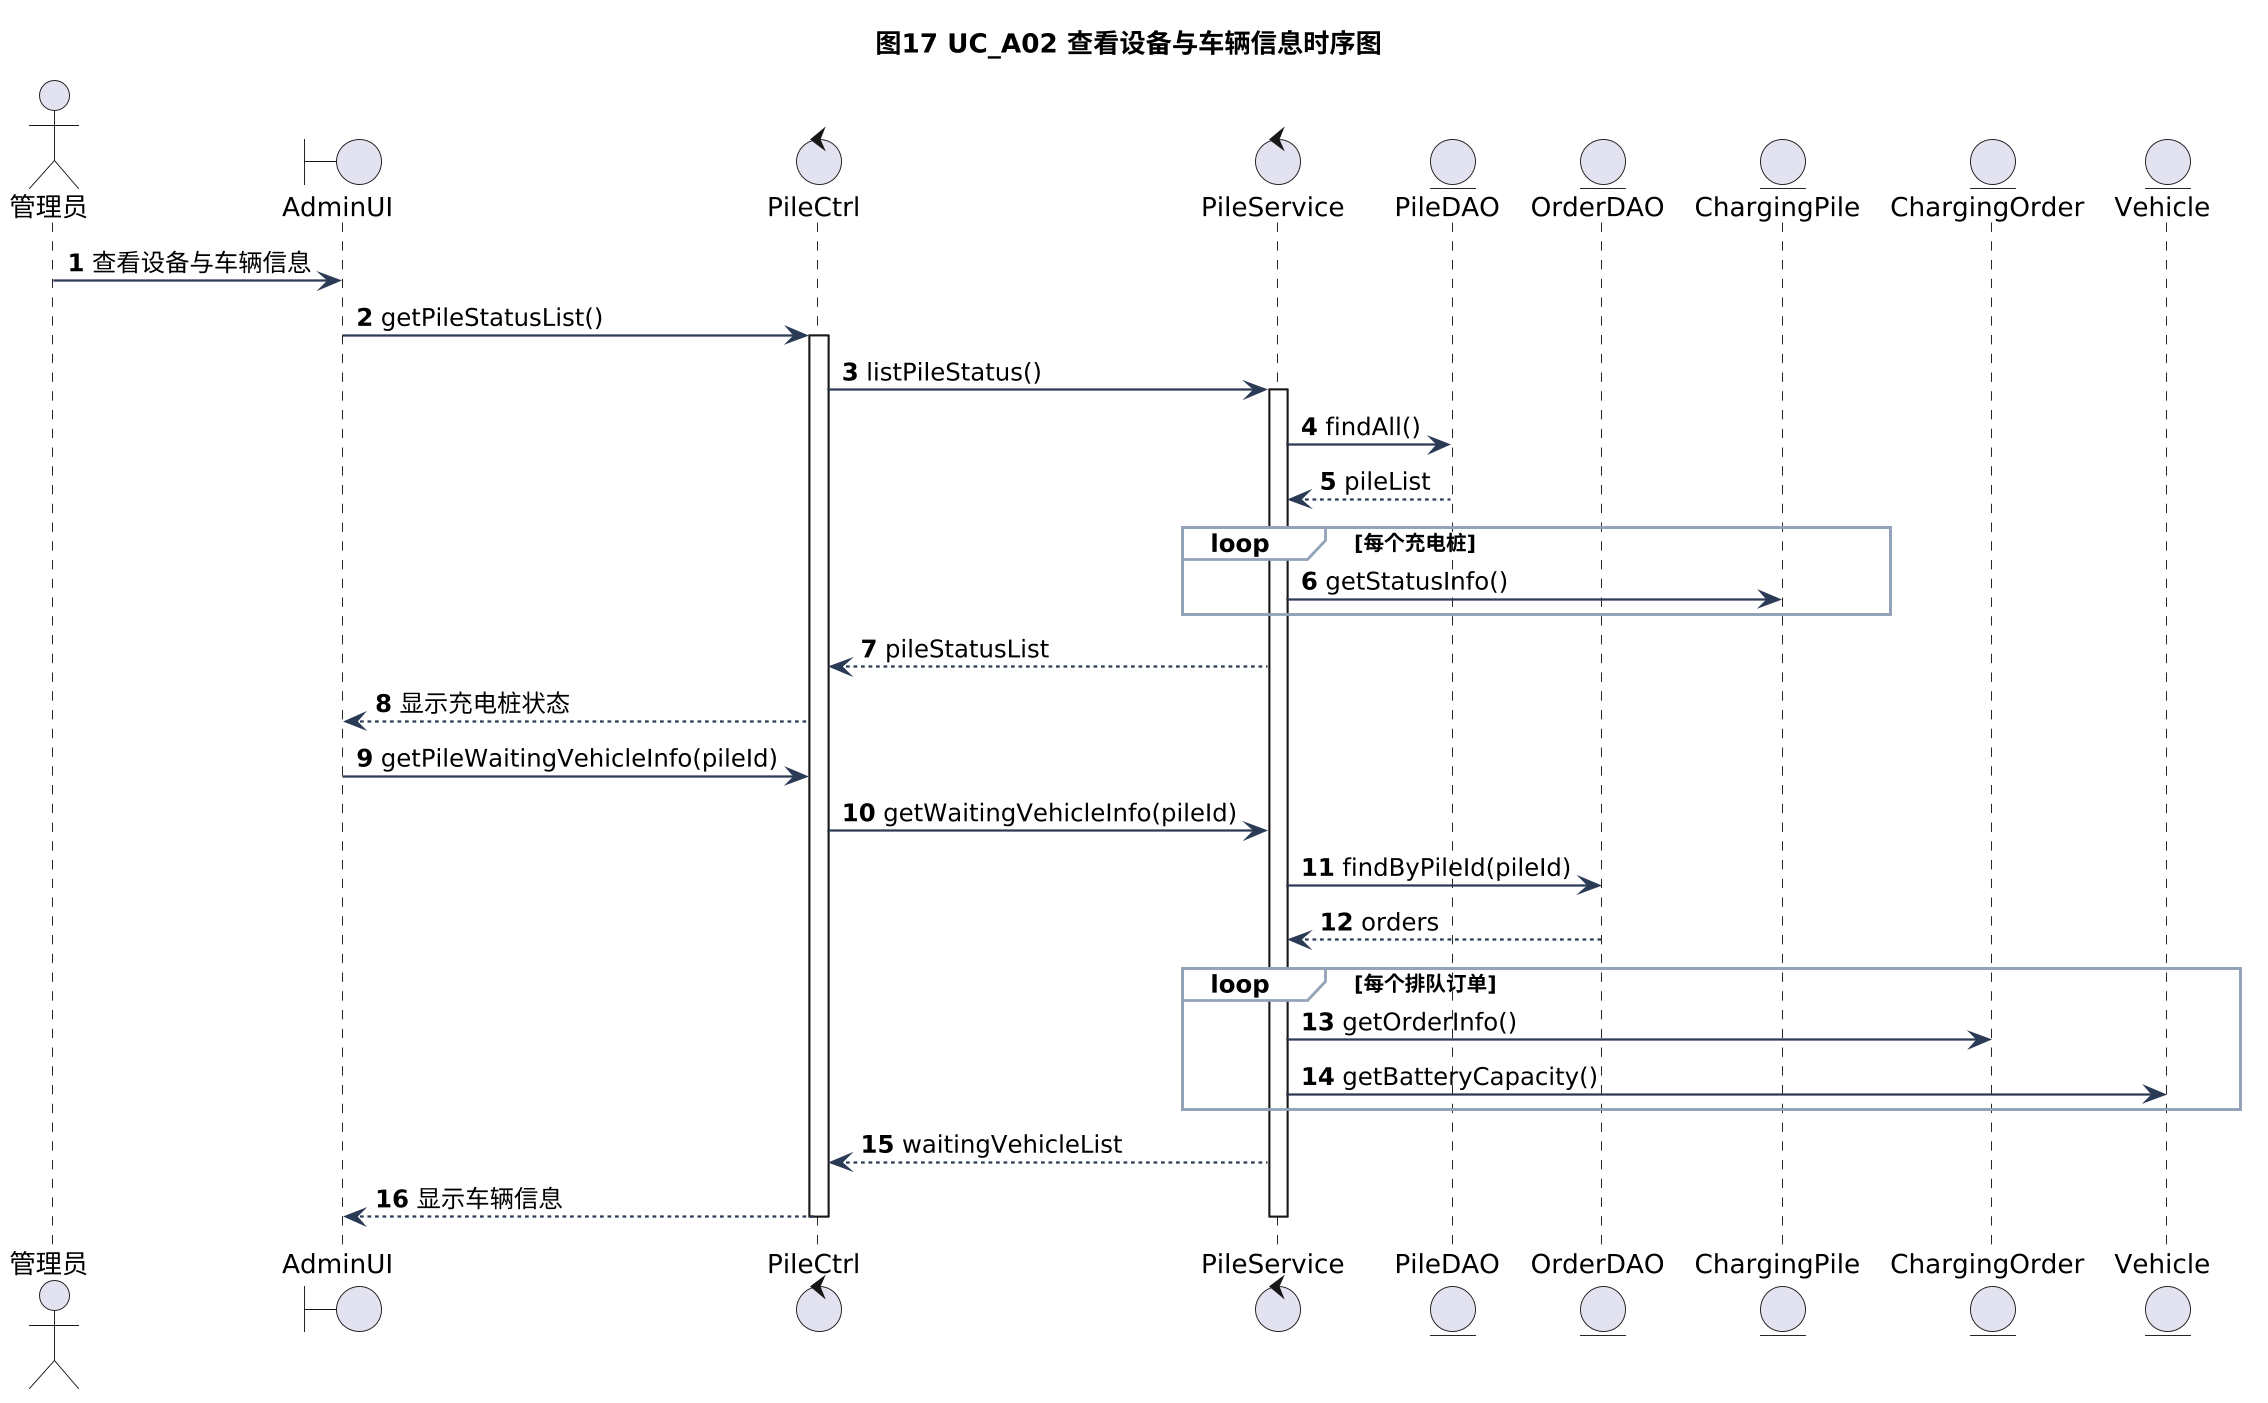 图17 UC_A02 查看设备与车辆信息时序图
管理员
AdminUI
PileCtrl
PileService
PileDAO
OrderDAO
ChargingPile
ChargingOrder
Vehicle
1 查看设备与车辆信息
2 getPileStatusList()
3 listPileStatus()
4 findAll()
5 pileList
loop [每个充电桩]
6 getStatusInfo()
7 pileStatusList
8 显示充电桩状态
9 getPileWaitingVehicleInfo(pileId)
10 getWaitingVehicleInfo(pileId)
11 findByPileId(pileId)
12 orders
loop [每个排队订单]
13 getOrderInfo()
14 getBatteryCapacity()
15 waitingVehicleList
16 显示车辆信息
管理员
AdminUI
PileCtrl
PileService
PileDAO
OrderDAO
ChargingPile
ChargingOrder
Vehicle